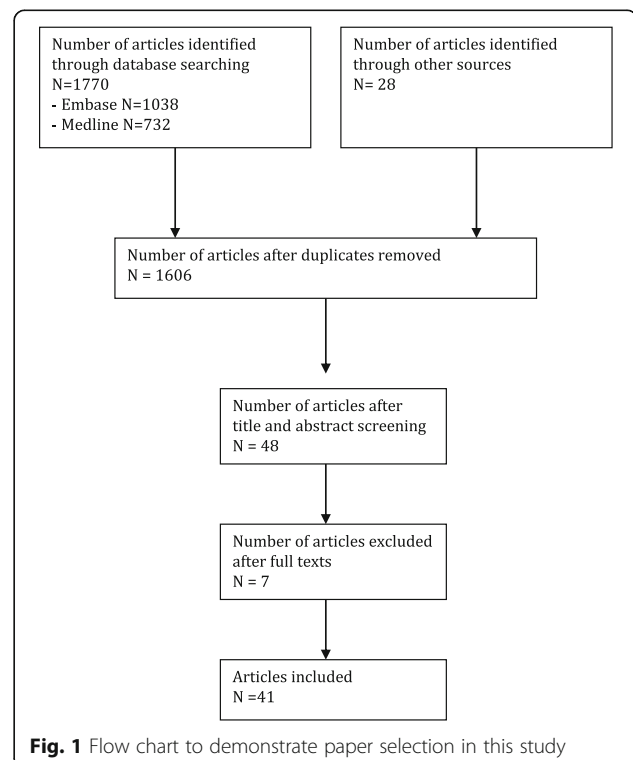 Number of articles identified
through database searching
N=1770
- Embase N=1038
- Medline N=732
Number of articles identified
through other sources
N= 28
Number of articles after duplicates removed
N = 1606
Number of articles after
title and abstract screening
N = 48
Number of articles excluded
after full texts
N = 7
Articles included
N =41
Fig. 1 Flow chart to demonstrate paper selection in this study